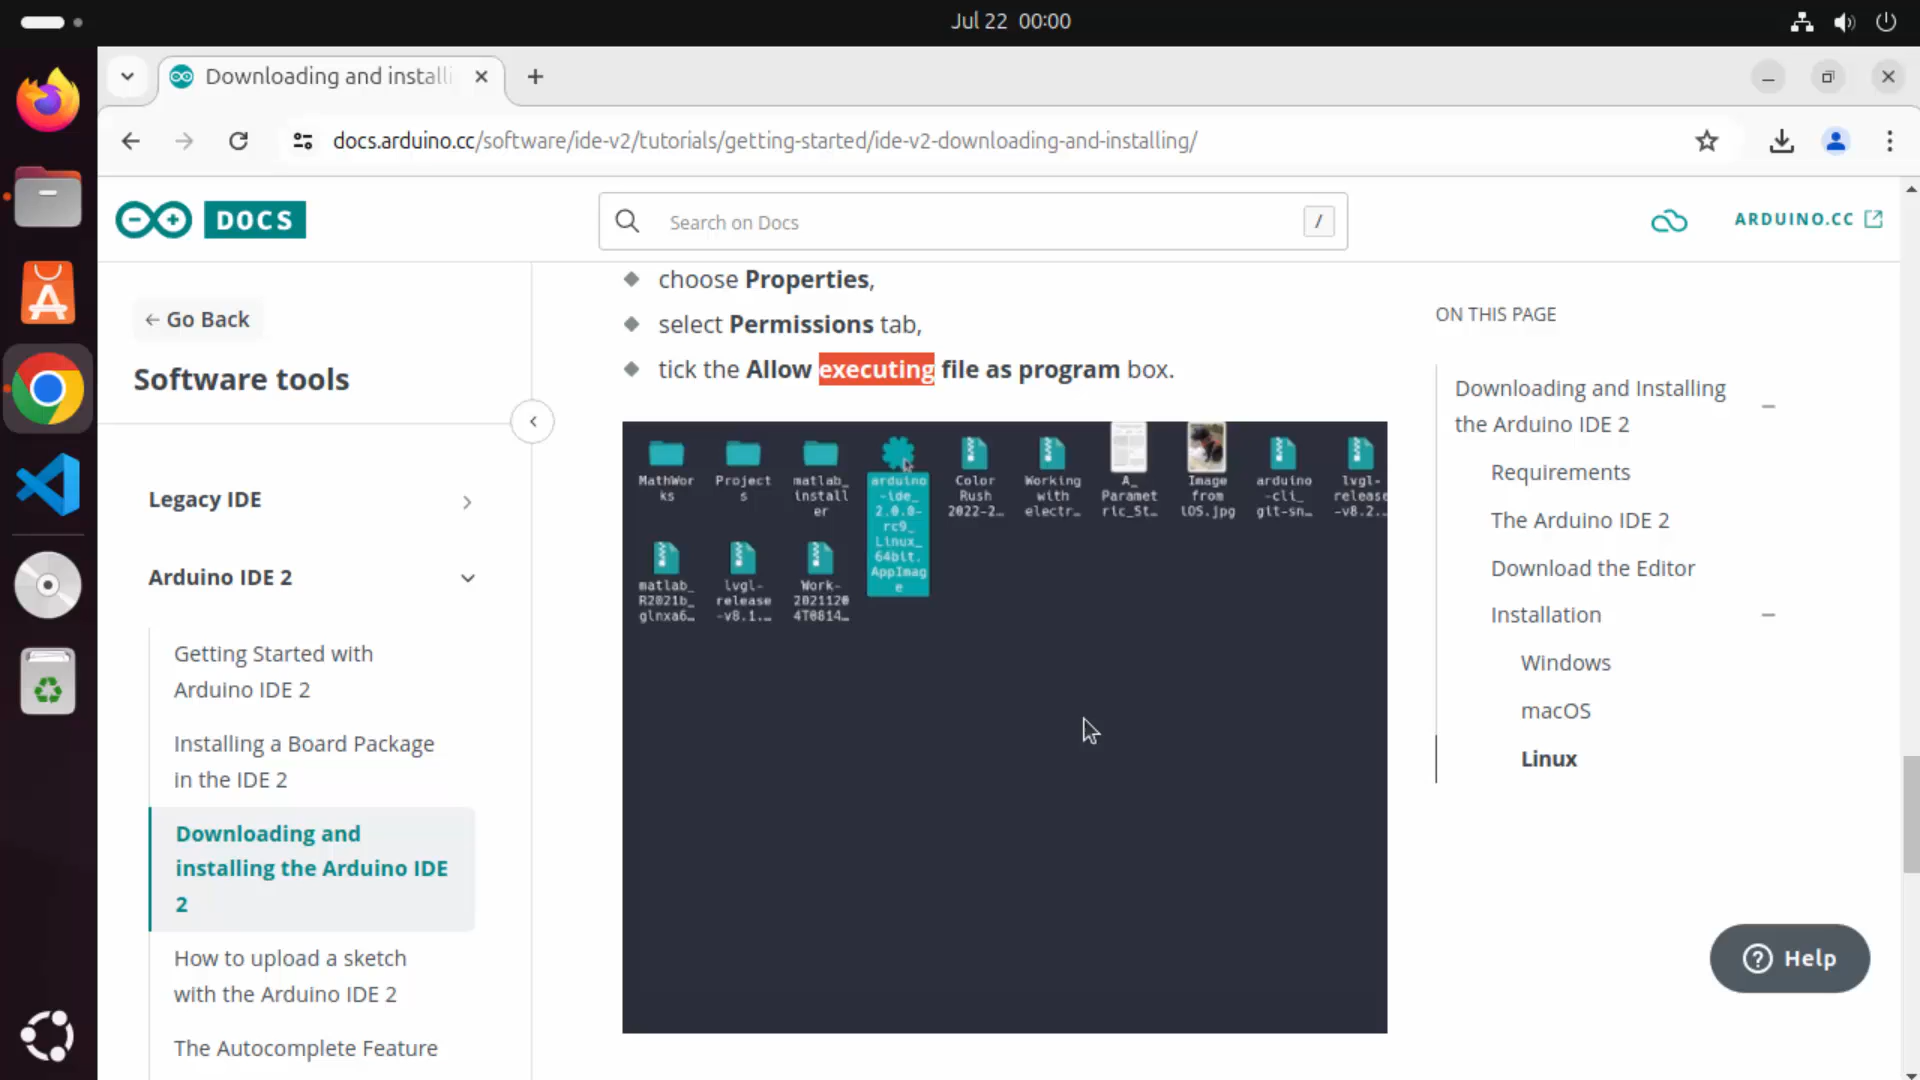 Jul 22 00:00
Downloading and installi
docs.arduino.cc/software/ide-v2/tutorials/getting-started/ide-v2-downloading-and-installing/
DOCS
Search on Docs
/
ARDUINO.CC
← Go Back
Software tools
Legacy IDE
Arduino IDE 2
Getting Started with
Arduino IDE 2
Installing a Board Package
in the IDE 2
Downloading and
installing the Arduino IDE
2
How to upload a sketch
with the Arduino IDE 2
The Autocomplete Feature
choose Properties,
select Permissions tab,
tick the Allow executing file as program box.
MathWor
ks
Project
s
matlab_
install
er
arduino
-ide_
2.0.0-
rc9_
Linux_
64bit.
AppImag
e
Color
Rush
2022-2…
Working
with
electr…
A_
Paramet
ric_St…
Image
from
iOS.jpg
arduino
-cli_
git-sn…
lvgl-
release
-v8.2…
matlab_
R2021b_
glnxa6…
lvgl-
release
-v8.1.…
Work-
2021120
4T0814…
ON THIS PAGE
Downloading and Installing
the Arduino IDE 2
Requirements
The Arduino IDE 2
Download the Editor
Installation
Windows
macOS
Linux
Help